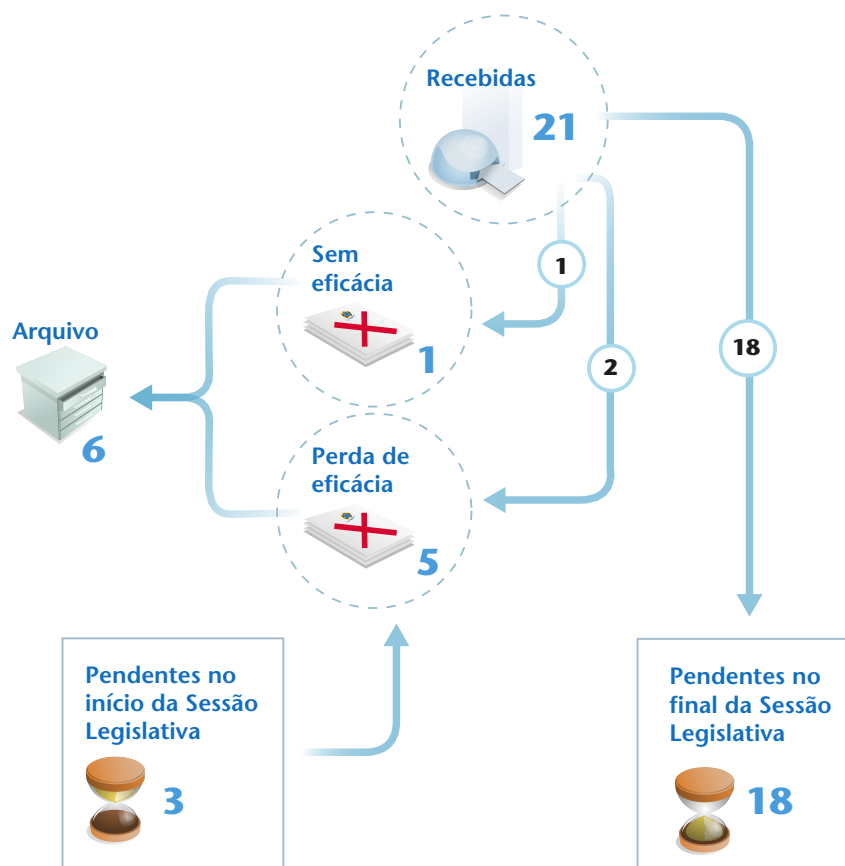 Recebidas
21
1
Sem
eficácia
1
18
2
Arquivo
6
Perda de
eficácia
5
Pendentes no
início da Sessão
Legislativa
3
Pendentes no
final da Sessão
Legislativa
18